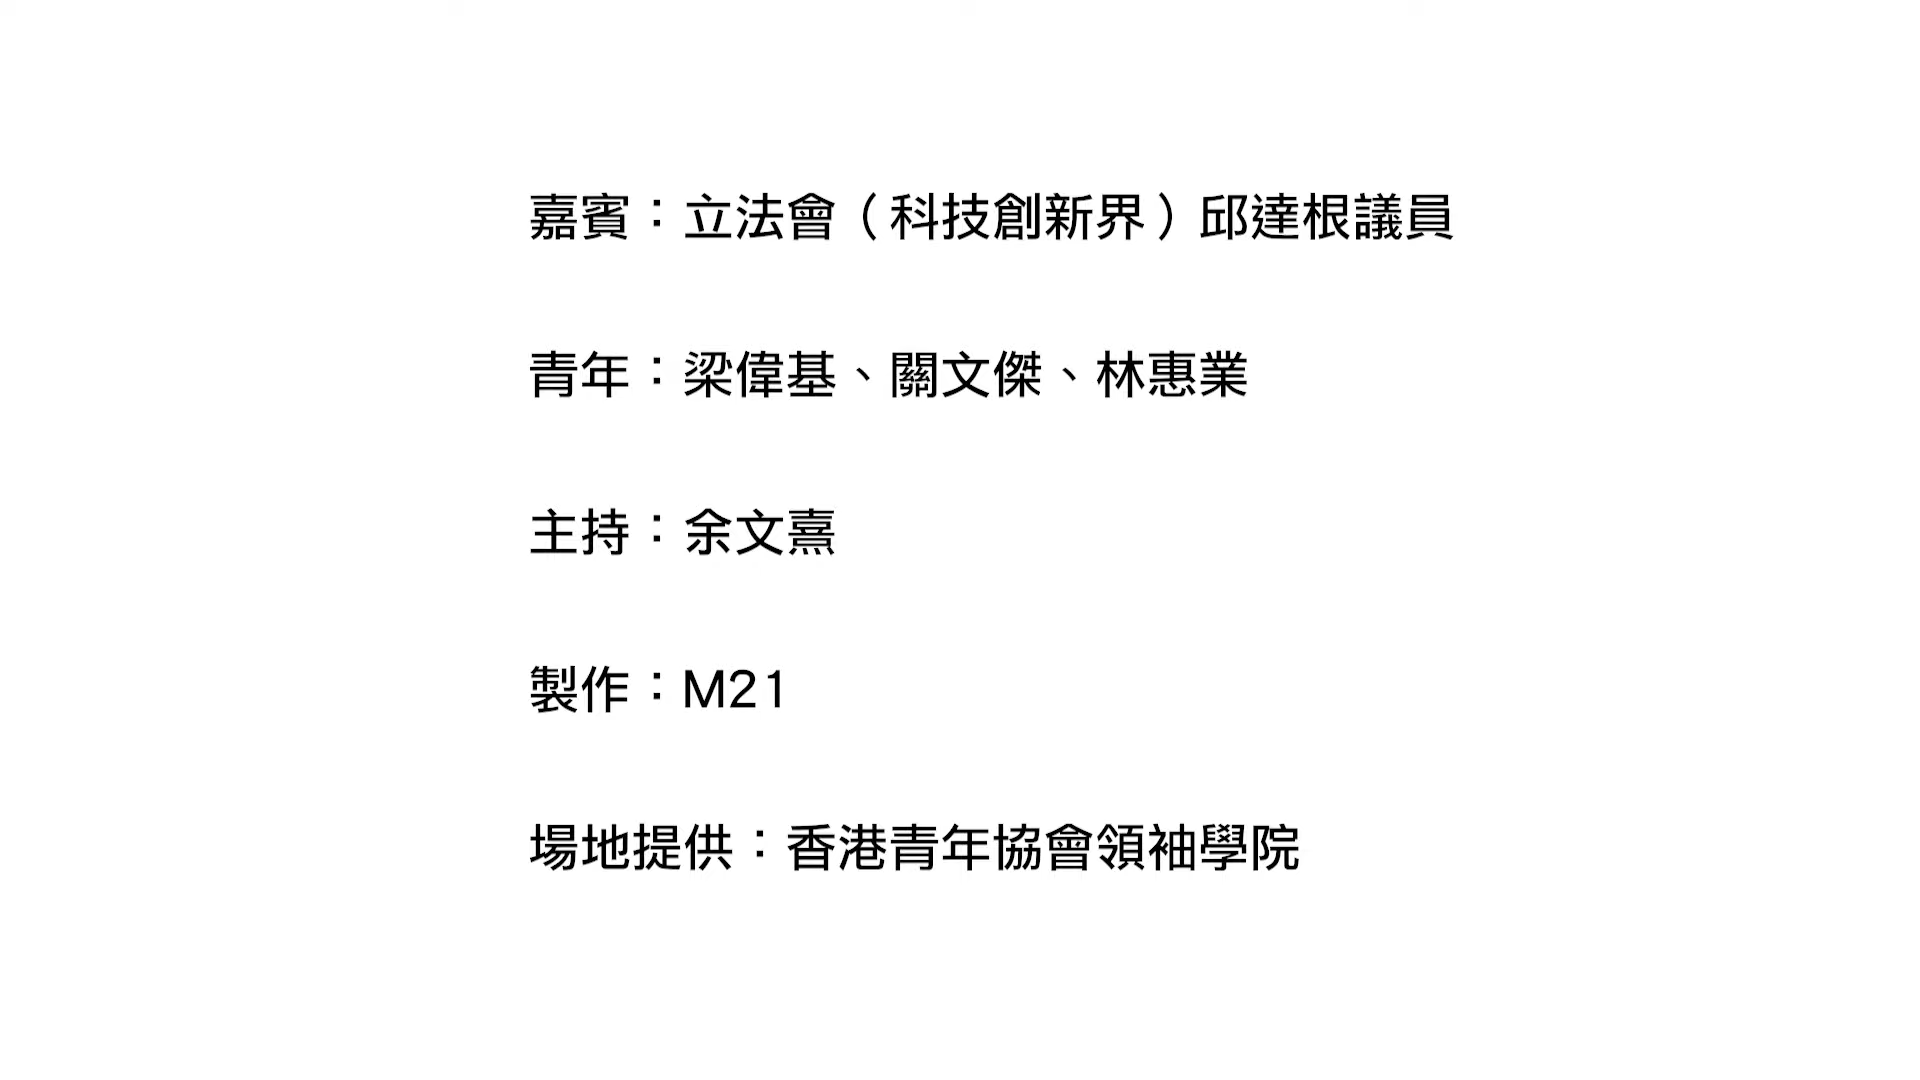 嘉賓：立法會（科技創新界）邱達根議員
青年：梁偉基、關文傑、林惠業
主持：余文熹
製作：M21
場地提供：香港青年協會領袖學院